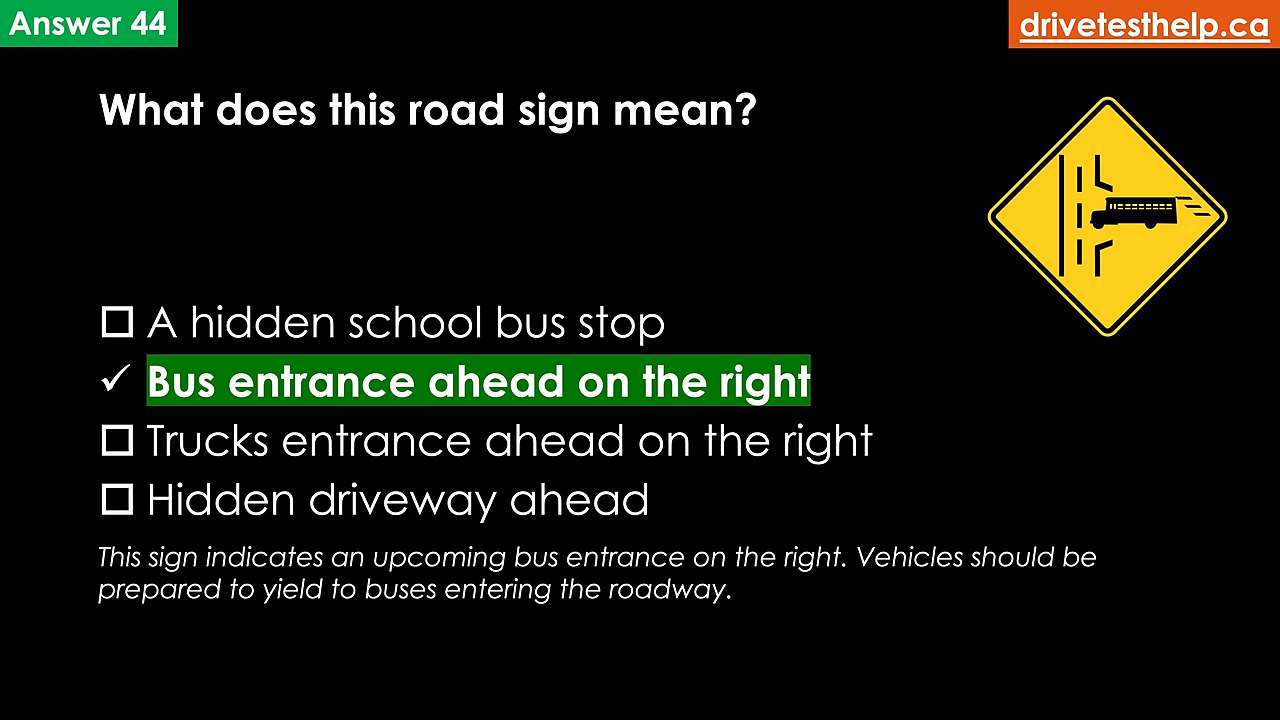 Answer 44
drivetesthelp.ca
What does this road sign mean?
A hidden school bus stop
Bus entrance ahead on the right
Trucks entrance ahead on the right
Hidden driveway ahead
This sign indicates an upcoming bus entrance on the right. Vehicles should be
prepared to yield to buses entering the roadway.